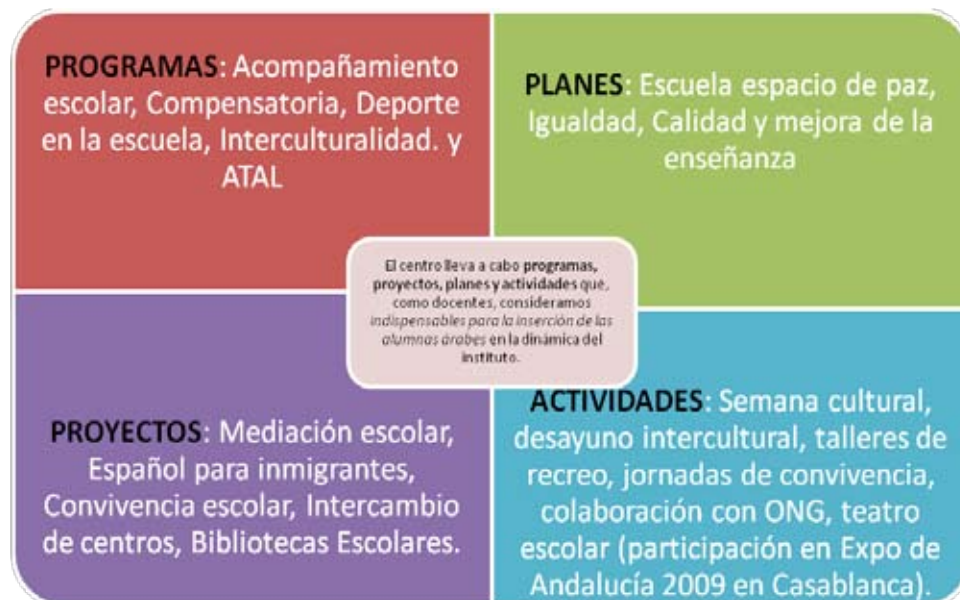 PROGRAMAS: Acompañamiento
escolar, Compensatoria, Deporte
en la escuela, Interculturalidad. y
ATAL
PLANES: Escuela espacio de paz,
Igualdad, Calidad y mejora de la
enseñanza
El centro lleva a cabo programas,
proyectos, planes y actividades que,
como docentes, consideramos
indispensables para la inserción de las
alumnas árabes en la dinámica del
instituto.
PROYECTOS: Mediación escolar,
Español para inmigrantes,
Convivencia escolar, Intercambio
de centros, Bibliotecas Escolares.
ACTIVIDADES: Semana cultural,
desayuno intercultural, talleres de
recreo, jornadas de convivencia,
colaboración con ONG, teatro
escolar (participación en Expo de
Andalucía 2009 en Casablanca).